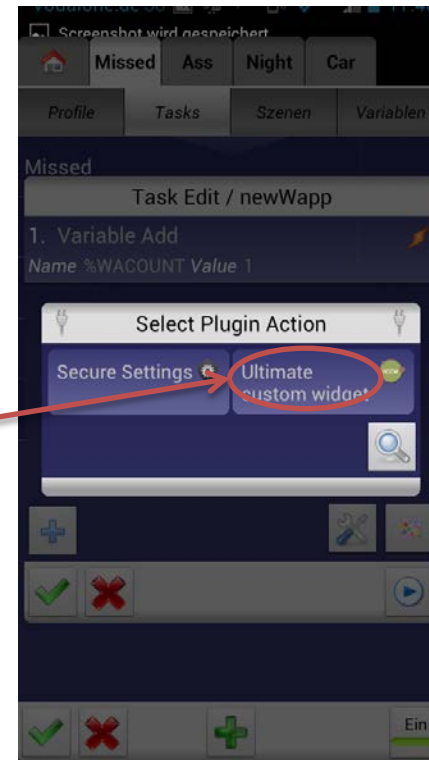 Screenshot wird gespeichert
Missed Ass Night Car
Profile Tasks Szenen Variablen
Missed
Task Edit / newWapp
1. Variable Add
Name %WACOUNT Value 1
Select Plugin Action
Secure Settings
Ultimate
custom widget
Ein